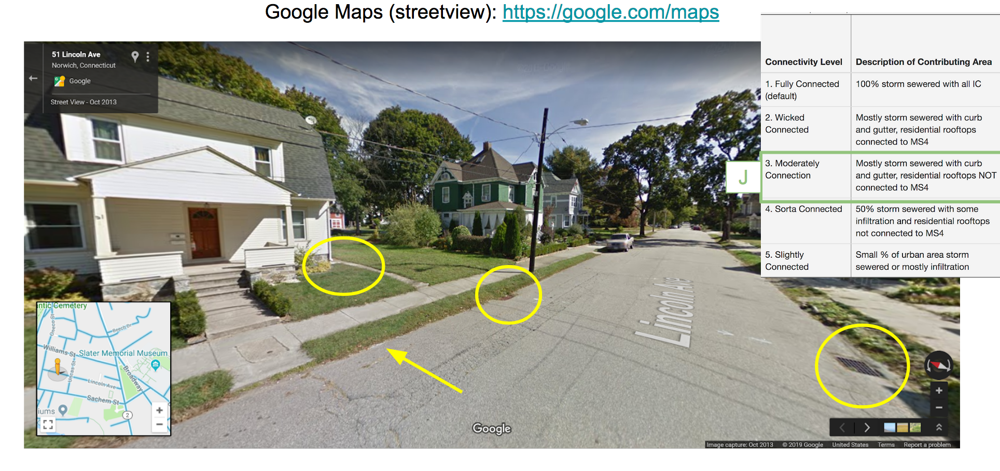 Google Maps (streetview): https://google.com/maps
51 Lincoln Ave
Norwich, Connecticut
Google
Street View - Oct 2013
Connectivity Level
Description of Contributing Area
1. Fully Connected
(default)
100% storm sewered with all IC
2. Wicked
Connected
Mostly storm sewered with curb
and gutter, residential rooftops
connected to MS4
J
3. Moderately
Connection
Mostly storm sewered with curb
and gutter, residential rooftops NOT
connected to MS4
4. Sorta Connected
50% storm sewered with some
infiltration and residential rooftops
not connected to MS4
5. Slightly
Connected
Small % of urban area storm
sewered or mostly infiltration
Lincoln Ave
ntic Cemetery
Oneco St
Beech Dr
Williams St
Slater Memorial Museum
Uncas St
Broadway
Lincoln Ave
Sachem St
iums
2
+
−
+
−
Google
Image capture: Oct 2013 © 2019 Google United States Terms Report a problem